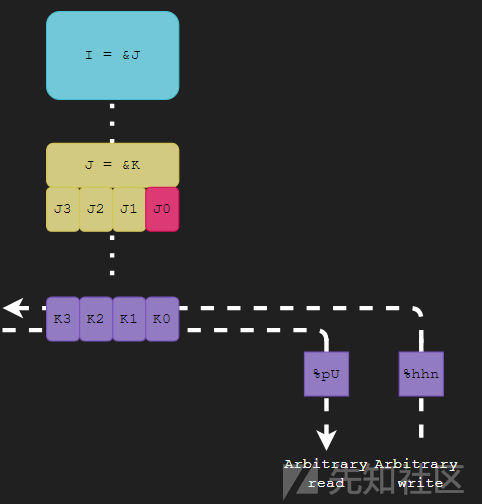 I = &J
J = &K
J3 J2 J1 J0
K3 K2 K1 K0
%pU %hhn
Arbitrary Arbitrary
read write
先知社区